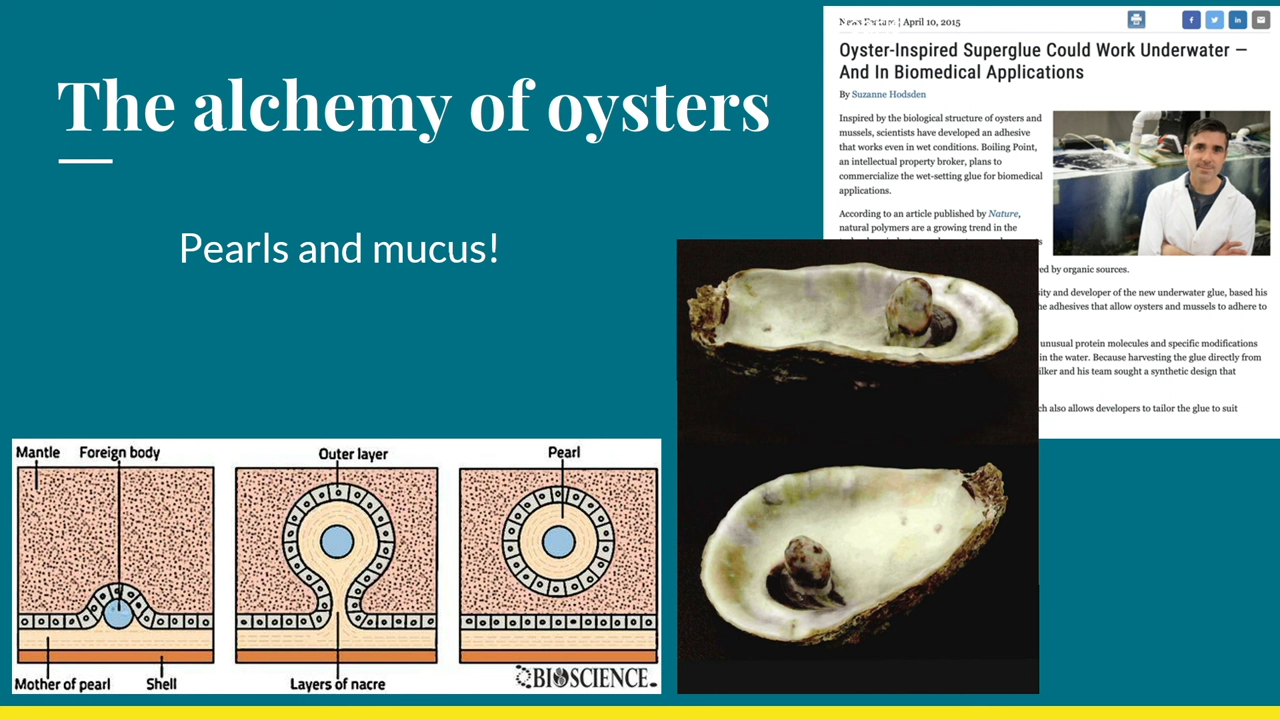 The alchemy of oysters
Pearls and mucus!
| April 10, 2015
Oyster-Inspired Superglue Could Work Underwater —
And In Biomedical Applications
By Suzanne Hodsden
Inspired by the biological structure of oysters and
mussels, scientists have developed an adhesive
that works even in wet conditions. Boiling Point,
an intellectual property broker, plans to
commercialize the wet-setting glue for biomedical
applications.
According to an article published by Nature,
natural polymers are a growing trend in the
by organic sources.
and developer of the new underwater glue, based his
adhesives that allow oysters and mussels to adhere to
unusual protein molecules and specific modifications
in the water. Because harvesting the glue directly from
and his team sought a synthetic design that
also allows developers to tailor the glue to suit
Mantle Foreign body
Outer layer
Pearl
Mother of pearl Shell
Layers of nacre
BIOSCIENCE